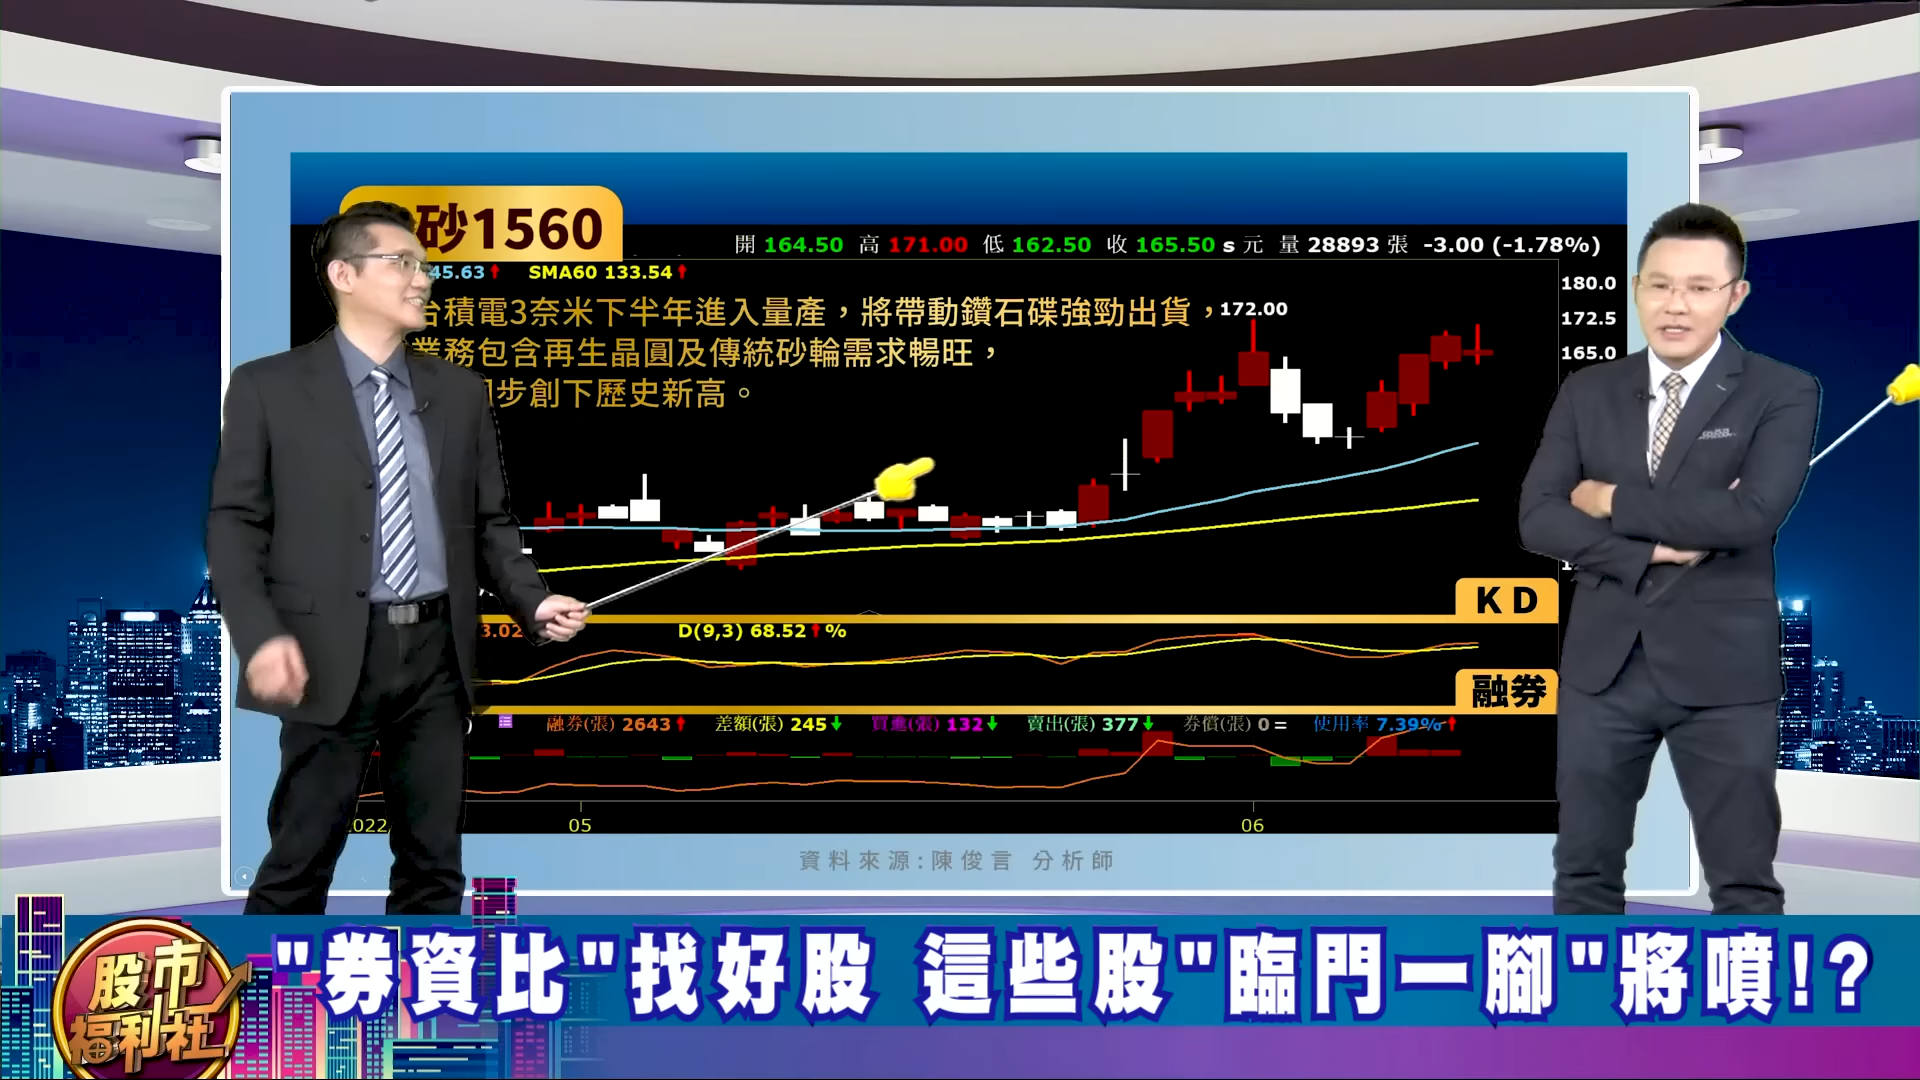 砂1560
開 164.50 高 171.00 低 162.50 收 165.50 s 元 量 28893 張 -3.00 (-1.78%)
45.63↑ SMA60 133.54↑
180.0
172.5
165.0
172.00
積電3奈米下半年進入量產，將帶動鑽石碟強勁出貨，
務包含再生晶圓及傳統砂輪需求暢旺，
步創下歷史新高。
KD
3.02
D(9,3) 68.52↑%
融券
融券(張) 2643↑ 差額(張) 245↓ 買進(張) 132↓ 賣出(張) 377↓ 券償(張) 0= 使用率 7.39%↑
2022
05
06
資料來源:陳俊言 分析師
股市
福利社
"券資比"找好股 這些股"臨門一腳"將噴!?